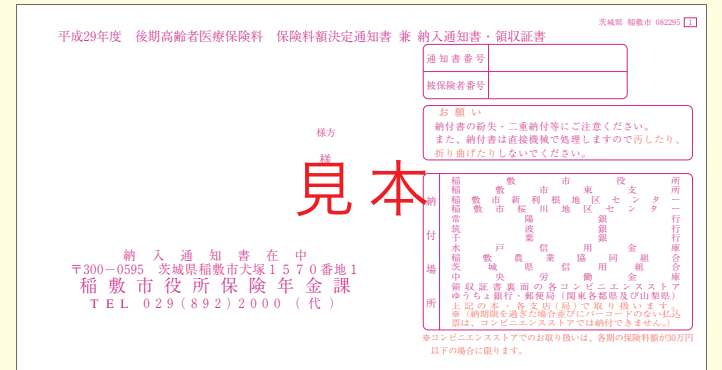 茨城県 稲敷市 082295 1
平成29年度 後期高齢者医療保険料 保険料額決定通知書 兼 納入通知書・領収証書
通知書番号
被保険者番号
お願い
納付書の紛失・二重納付等にご注意ください。
また、納付書は直接機械で処理しますので汚したり、
折り曲げたりしないでください。
様方
様
見本
納付場所
稲敷市役所
稲敷市東支所
稲敷市新利根地区センター
稲敷市桜川地区センター
常陽銀行
筑波銀行
千葉銀行
水戸信用金庫
稲敷農業協同組合
茨城県信用組合
中央労働金庫
領収証書裏面の各コンビニエンスストア
ゆうちょ銀行・郵便局(関東各都県及び山梨県)
上記の本・各支店(局)で取り扱います。
※(納期限を過ぎた場合並びにバーコードのない払込
票は、コンビニエンスストアでは納付できません。)
※コンビニエンスストアでのお取り扱いは、各期の保険料額が30万円
以下の場合に限ります。
納入通知書在中
〒300−0595 茨城県稲敷市犬塚1570番地1
稲敷市役所保険年金課
TEL 029(892)2000(代)